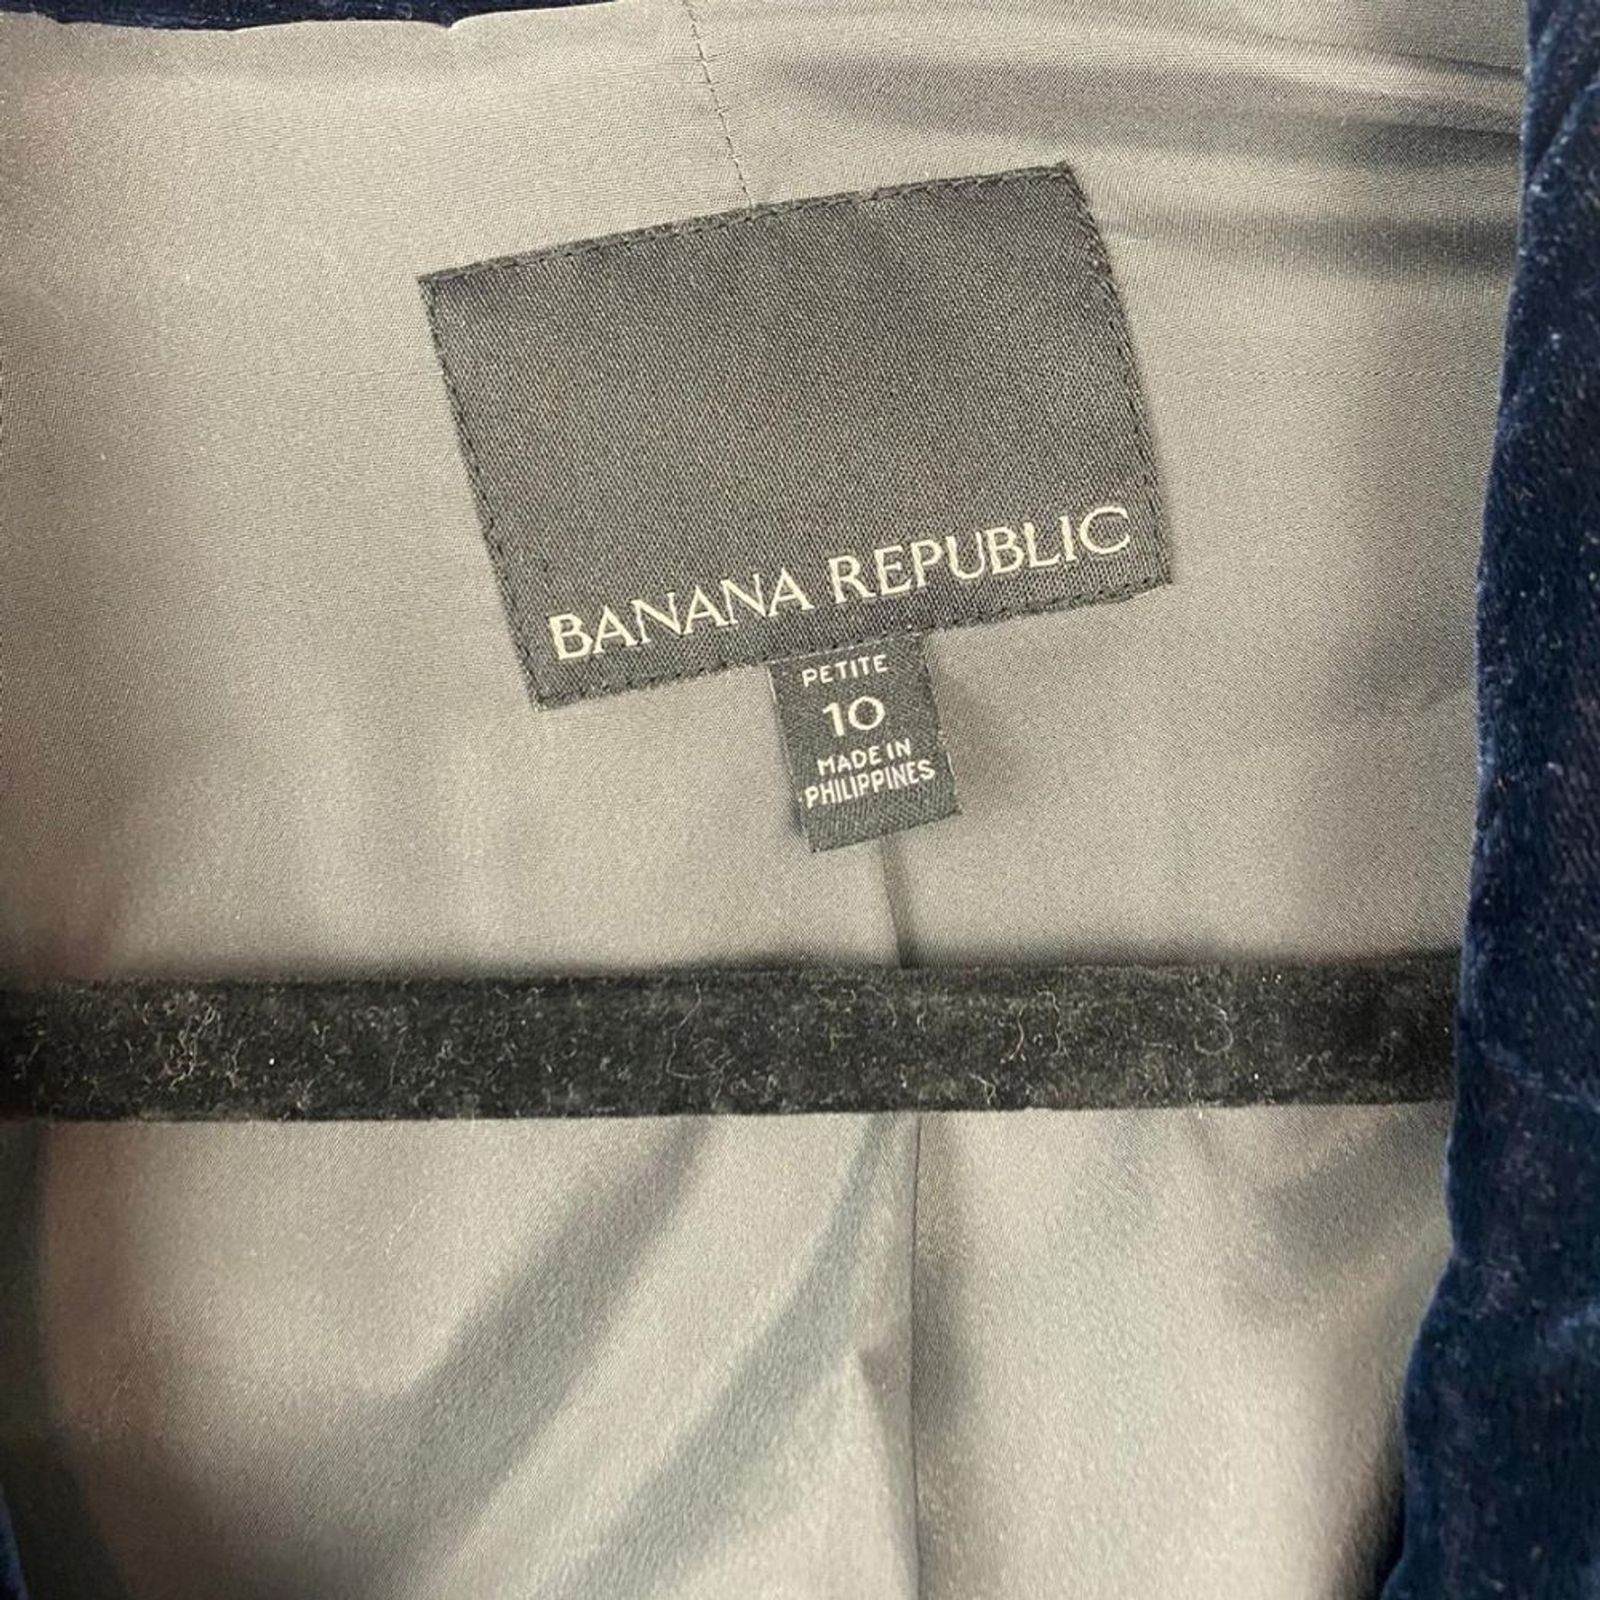 BANANA REPUBLIC
PETITE
10
MADE IN
PHILIPPINES